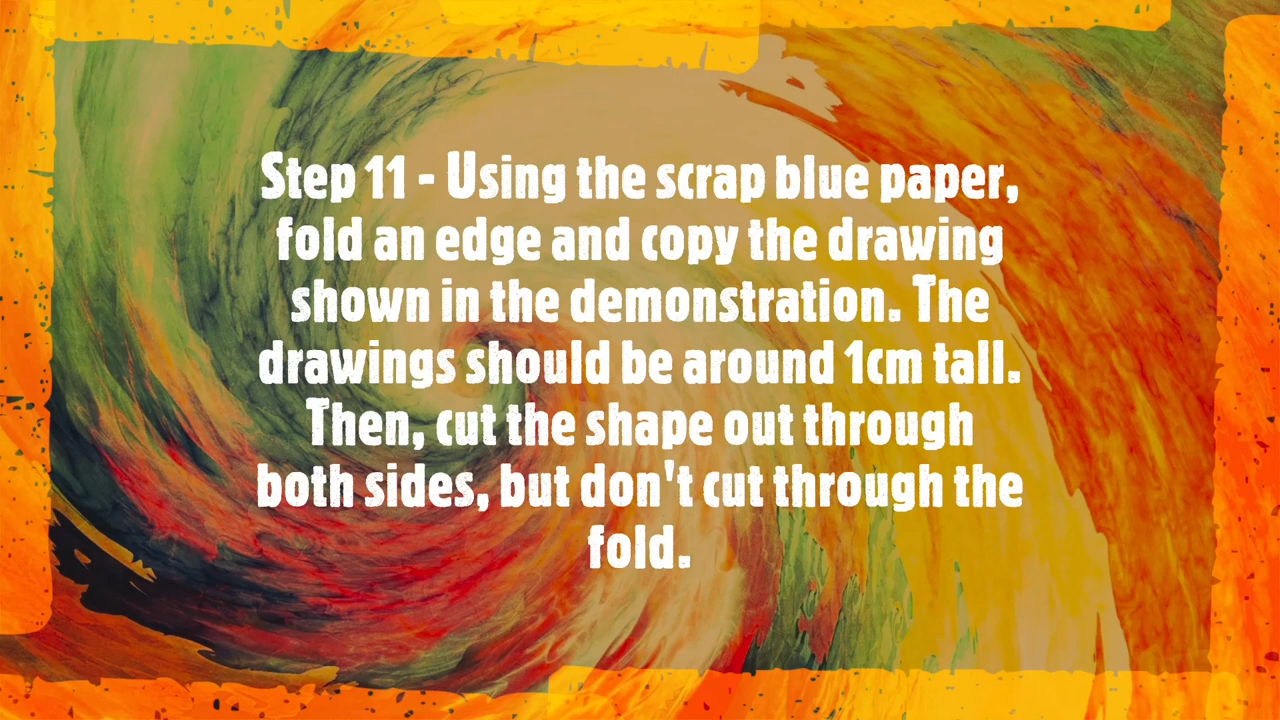 Step 11 - Using the scrap blue paper,
fold an edge and copy the drawing
shown in the demonstration. The
drawings should be around 1cm tall.
Then, cut the shape out through
both sides, but don't cut through the
fold.